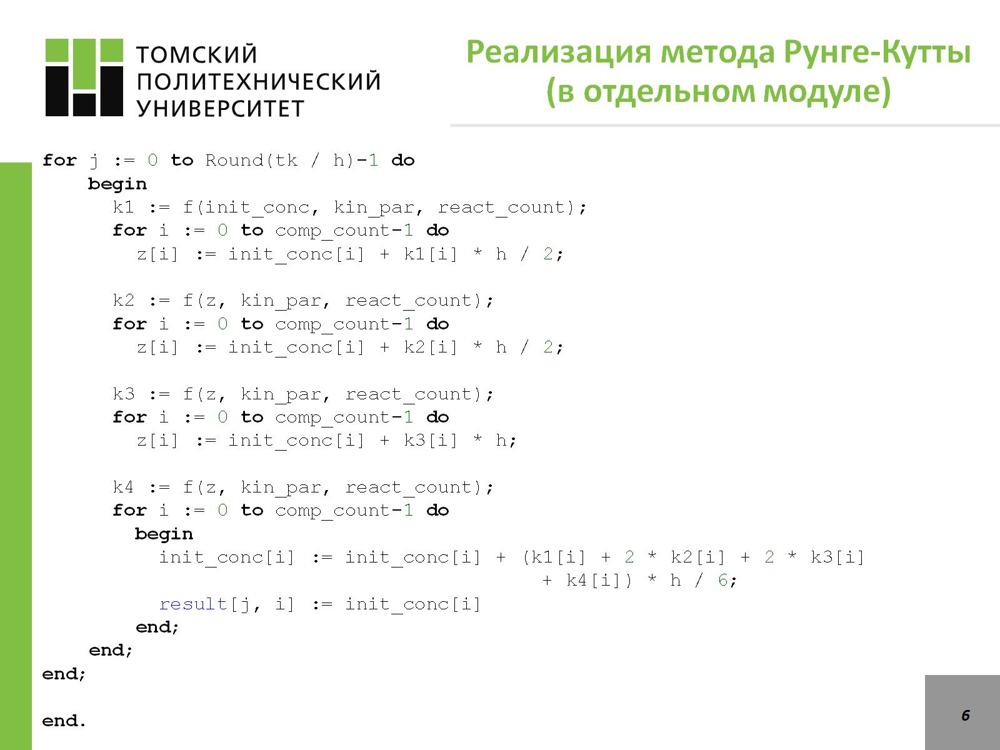 ТОМСКИЙ
ПОЛИТЕХНИЧЕСКИЙ
УНИВЕРСИТЕТ
Реализация метода Рунге-Кутты
(в отдельном модуле)
for j := 0 to Round(tk / h)-1 do
begin
k1 := f(init_conc, kin_par, react_count);
for i := 0 to comp_count-1 do
z[i] := init_conc[i] + k1[i] * h / 2;
k2 := f(z, kin_par, react_count);
for i := 0 to comp_count-1 do
z[i] := init_conc[i] + k2[i] * h / 2;
k3 := f(z, kin_par, react_count);
for i := 0 to comp_count-1 do
z[i] := init_conc[i] + k3[i] * h;
k4 := f(z, kin_par, react_count);
for i := 0 to comp_count-1 do
begin
init_conc[i] := init_conc[i] + (k1[i] + 2 * k2[i] + 2 * k3[i]
+ k4[i]) * h / 6;
result[j, i] := init_conc[i]
end;
end;
end;
end.
6